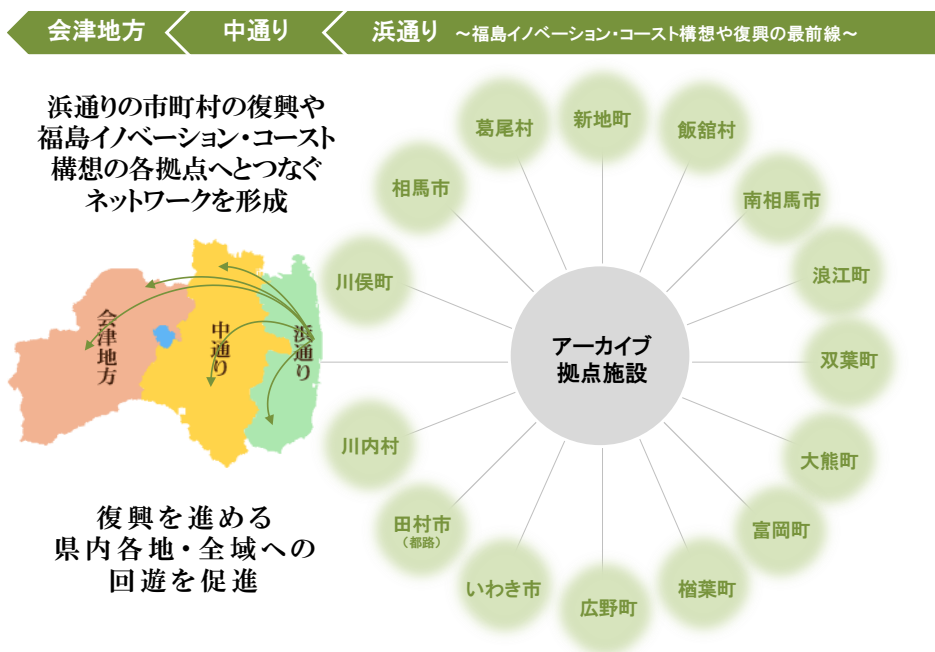 会津地方
中通り
浜通り ～福島イノベーション・コースト構想や復興の最前線～
浜通りの市町村の復興や
福島イノベーション・コースト
構想の各拠点へとつなぐ
ネットワークを形成
会津地方
中通り
浜通り
復興を進める
県内各地・全域への
回遊を促進
アーカイブ
拠点施設
新地町
飯舘村
南相馬市
浪江町
双葉町
大熊町
富岡町
楢葉町
広野町
いわき市
田村市
（都路）
川内村
川俣町
相馬市
葛尾村